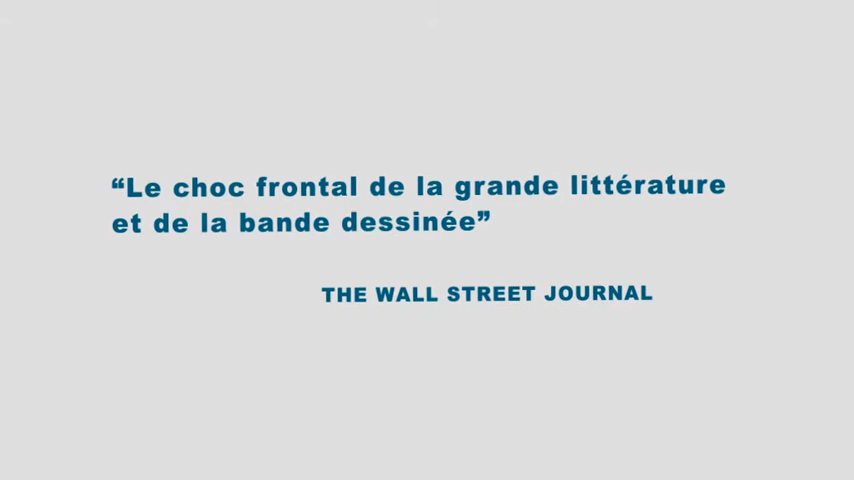 “Le choc frontal de la grande littérature
et de la bande dessinée”
THE WALL STREET JOURNAL